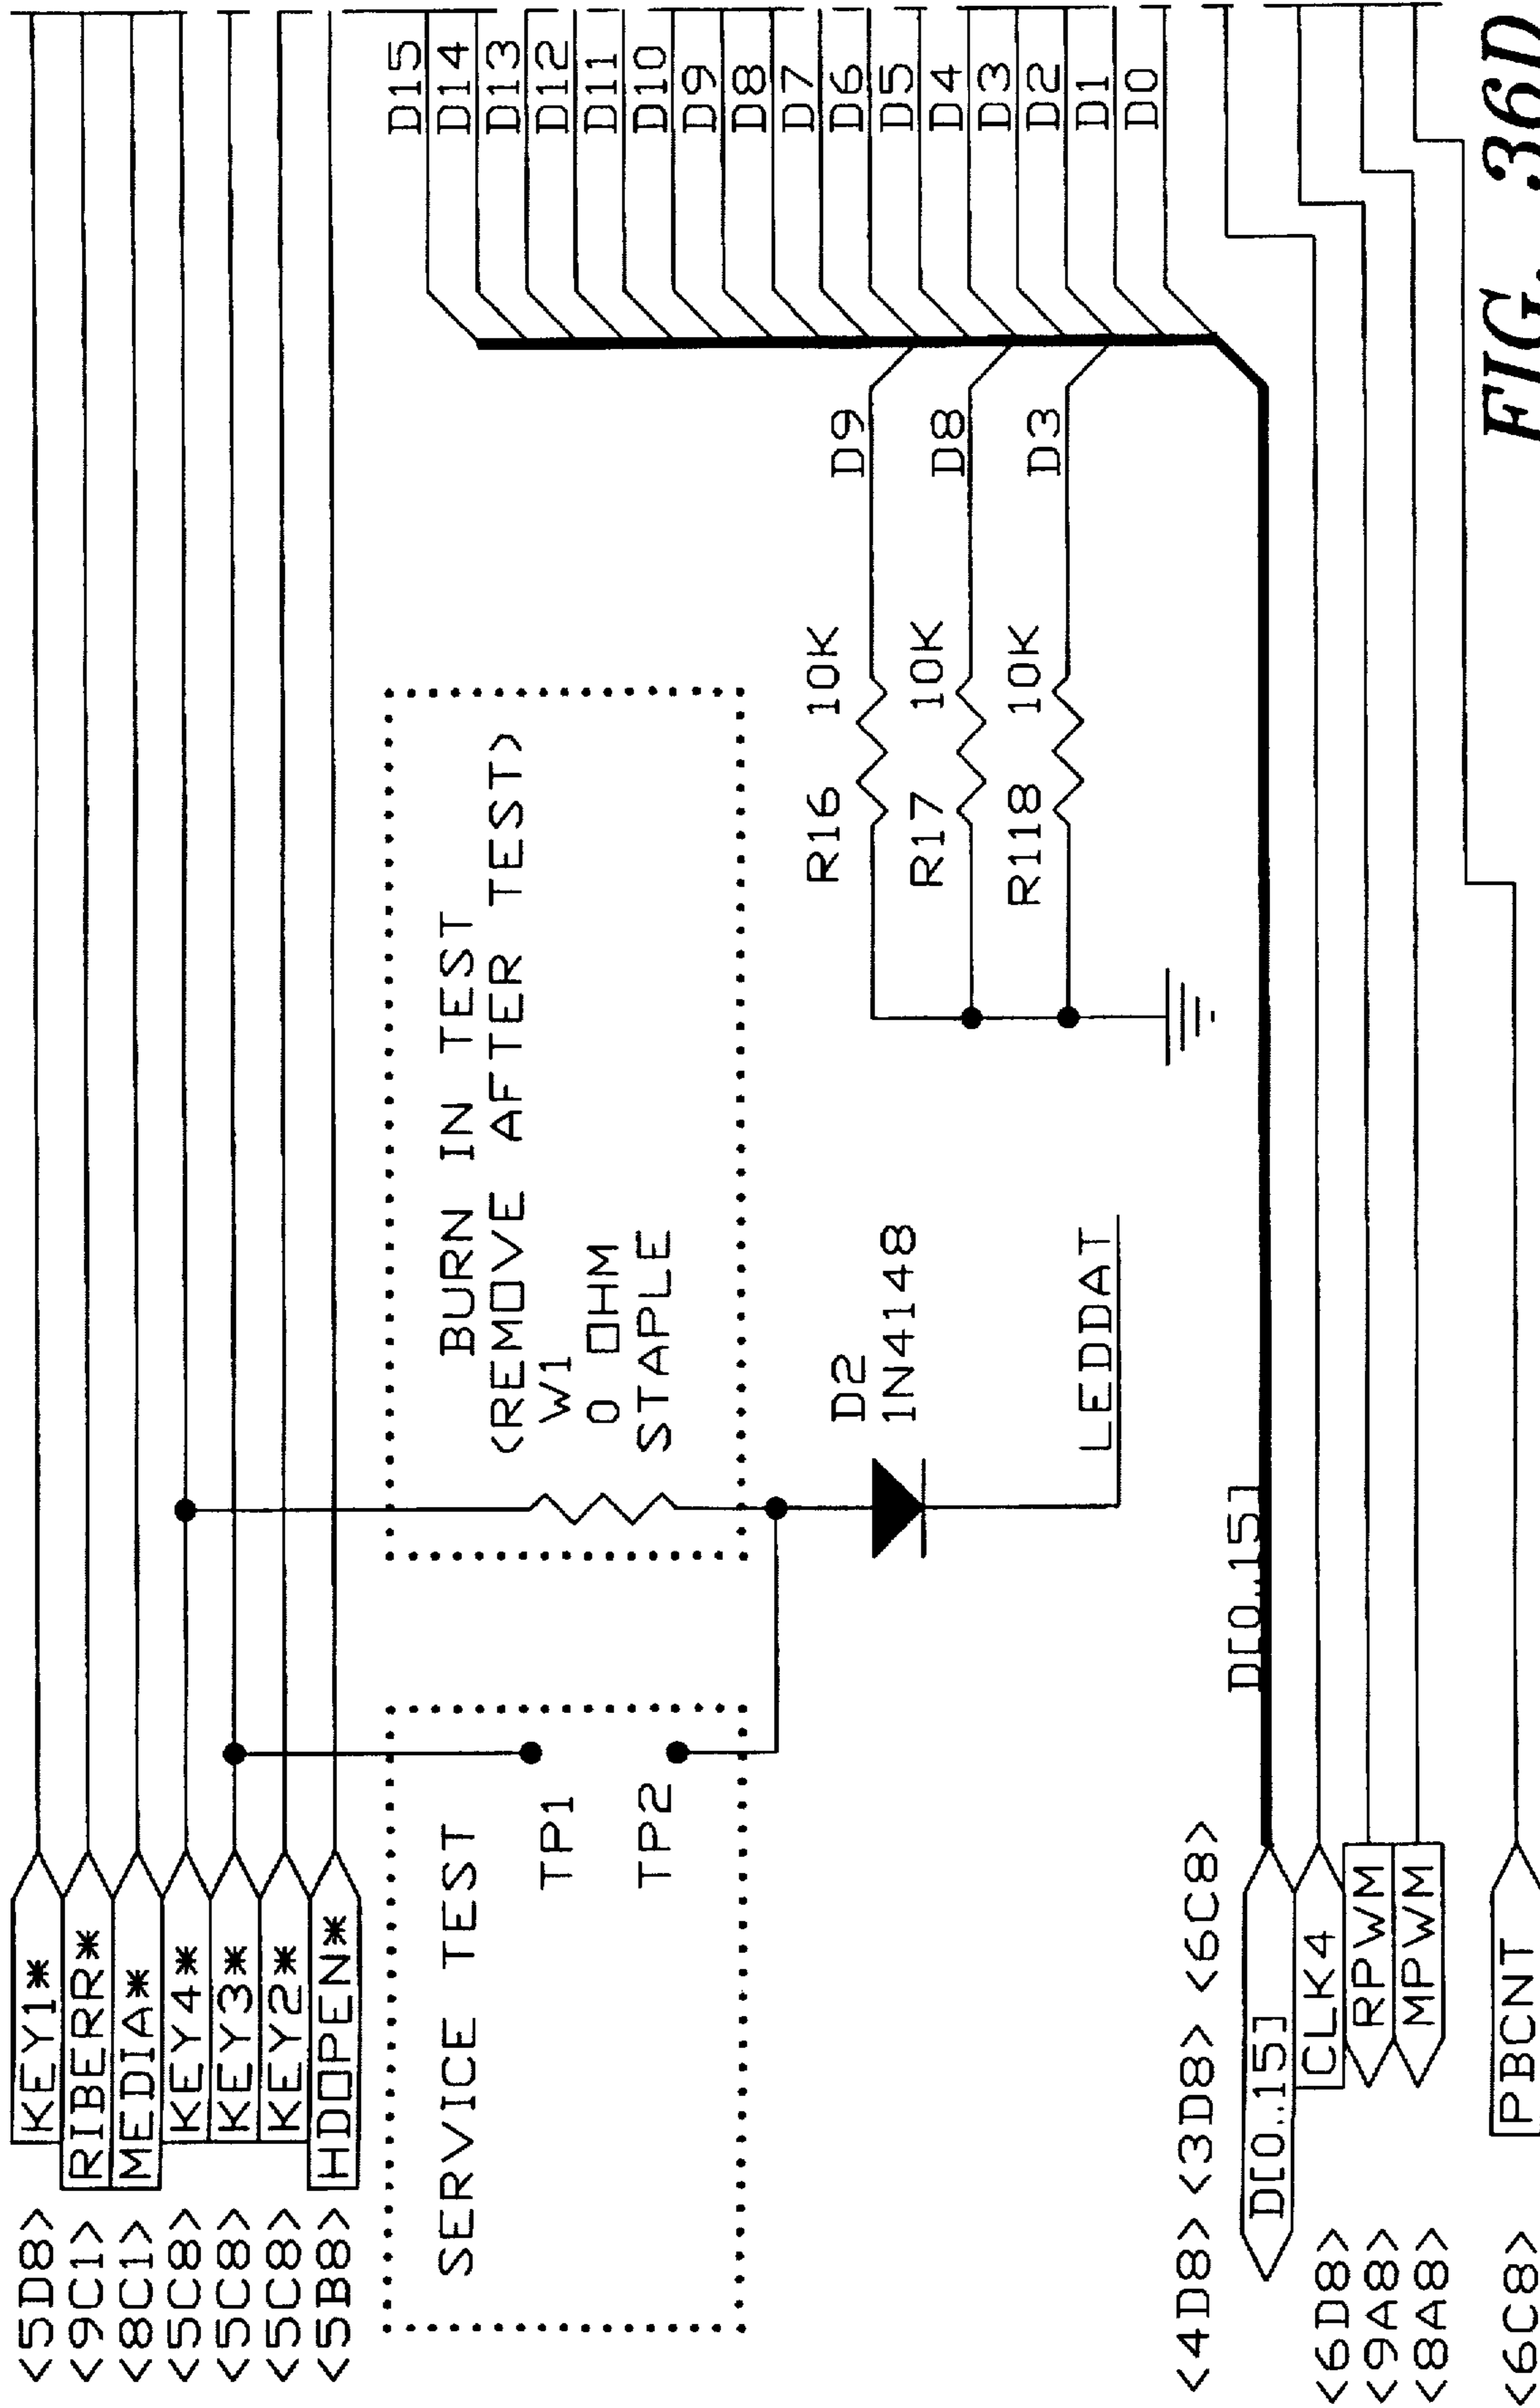 <5D8> KEY1*
<9C1> RIBERR*
<8C1> MEDIA*
<5C8> KEY4*
<5C8> KEY3*
<5C8> KEY2*
<5B8> HDOPEN*
SERVICE TEST
TP1
TP2
BURN IN TEST
(REMOVE AFTER TEST)
W1
0 OHM
STAPLE
D2
1N4148
LEDDAT
R16 10K D9
R17 10K D8
R118 10K D3
D15
D14
D13
D12
D11
D10
D9
D8
D7
D6
D5
D4
D3
D2
D1
D0
<4D8> <3D8> <6C8>
D[0..15] D[0..15]
<6D8> CLK4
<9A8> RPWM
<8A8> MPWM
<6C8> PBCNT
FIG. 36D